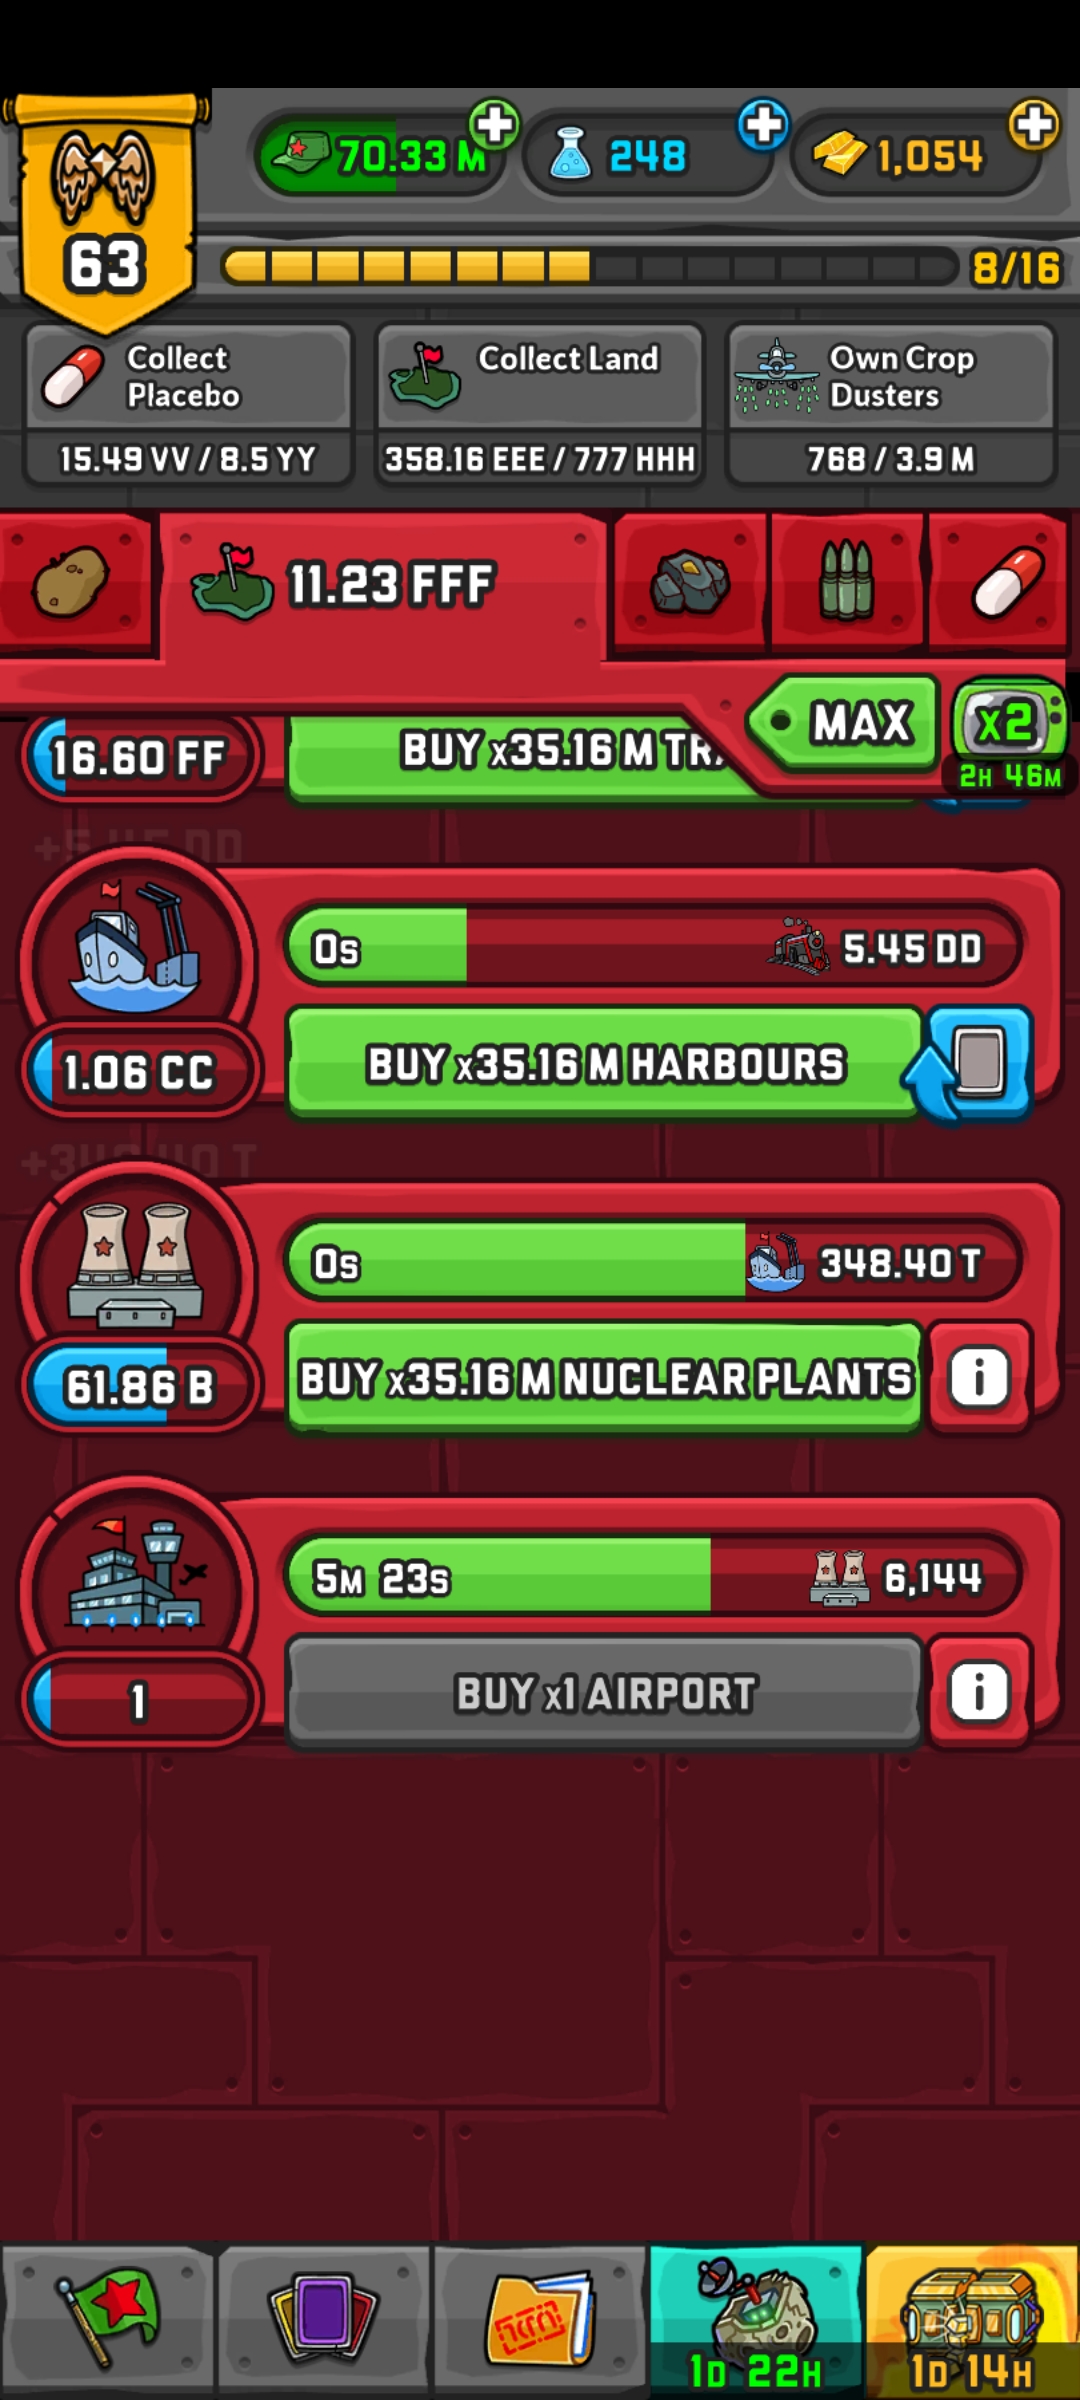 70.33 M
248
1,054
63
8/16
Collect
Placebo
15.49 VV / 8.5 YY
Collect Land
358.16 EEE / 777 HHH
Own Crop
Dusters
768 / 3.9 M
11.23 FFF
MAX
x2
2H 46M
16.60 FF
BUY x35.16 M
+5.45 DD
0s
5.45 DD
1.06 CC
BUY x35.16 M HARBOURS
+348.40 T
0s
348.40 T
61.86 B
BUY x35.16 M NUCLEAR PLANTS
i
5M 23s
6,144
1
BUY x1 AIRPORT
i
1D 22H
1D 14H